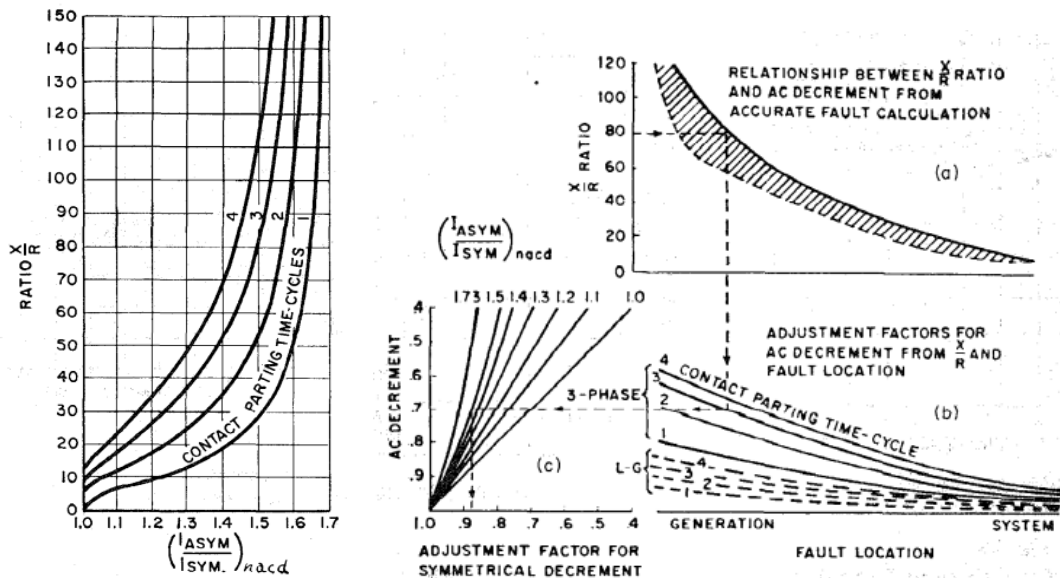 150
140
130
120
110
100
90
80
70
60
50
40
30
20
10
0
RATIO X/R
4
3
2
1
CONTACT PARTING TIME-CYCLES
1.0 1.1 1.2 1.3 1.4 1.5 1.6 1.7
(I ASYM / I SYM.) nacd
120
100
80
60
40
20
0
X/R RATIO
RELATIONSHIP BETWEEN X/R RATIO
AND AC DECREMENT FROM
ACCURATE FAULT CALCULATION
(a)
(I ASYM / I SYM) nacd
1.73 1.5 1.4 1.3 1.2 1.1 1.0
.4
.5
.6
.7
.8
.9
AC DECREMENT
(c)
1.0 .9 .8 .7 .6 .5 .4
ADJUSTMENT FACTOR FOR
SYMMETRICAL DECREMENT
ADJUSTMENT FACTORS FOR
AC DECREMENT FROM X/R AND
FAULT LOCATION
(b)
3-PHASE
4
3
2
1
CONTACT PARTING TIME-CYCLE
L-G
4
3
2
1
GENERATION SYSTEM
FAULT LOCATION